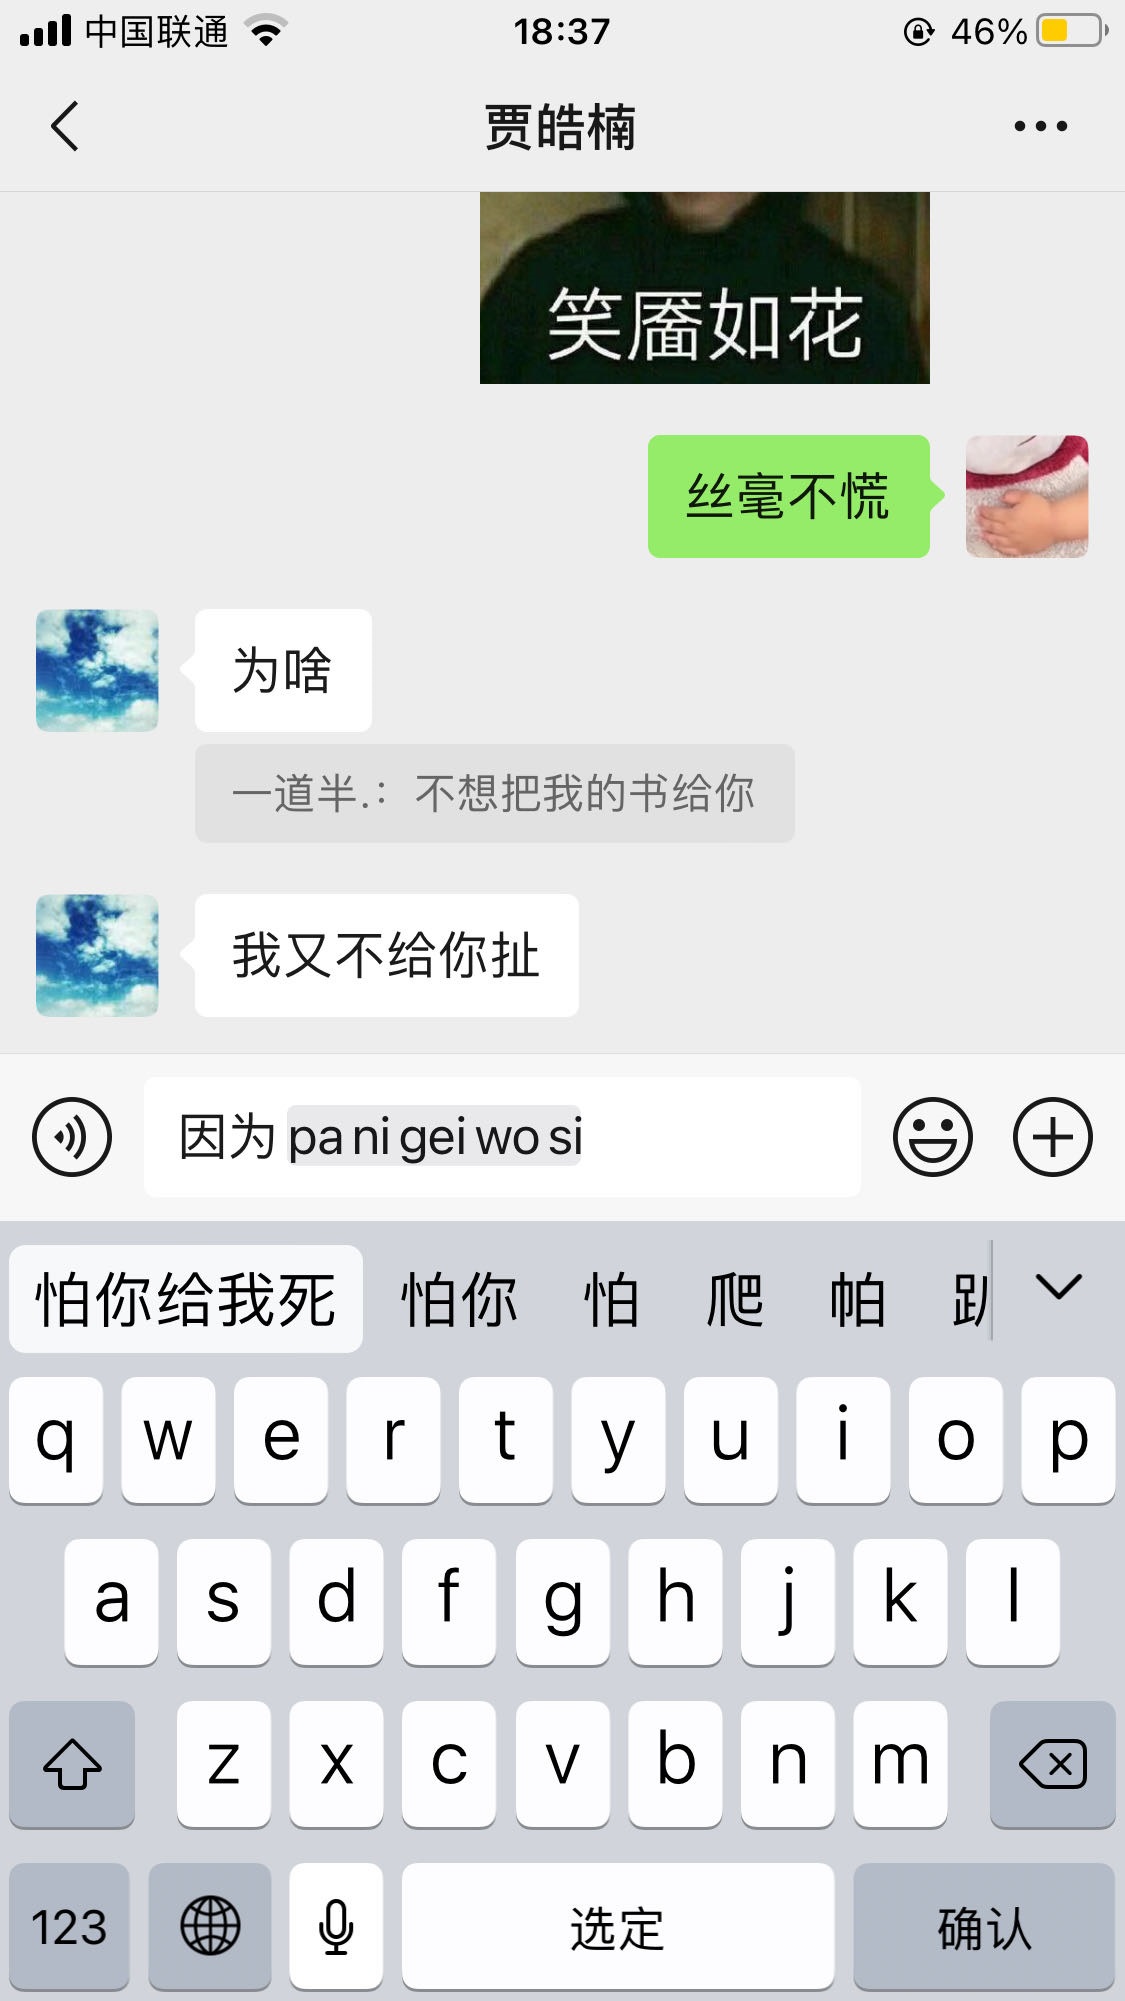 中国联通 18:37 46%
贾皓楠
笑靥如花
丝毫不慌
为啥
一道半.：不想把我的书给你
我又不给你扯
因为 pa ni gei wo si
怕你给我死 怕你 怕 爬 帕
q w e r t y u i o p
a s d f g h j k l
z x c v b n m
123 选定 确认